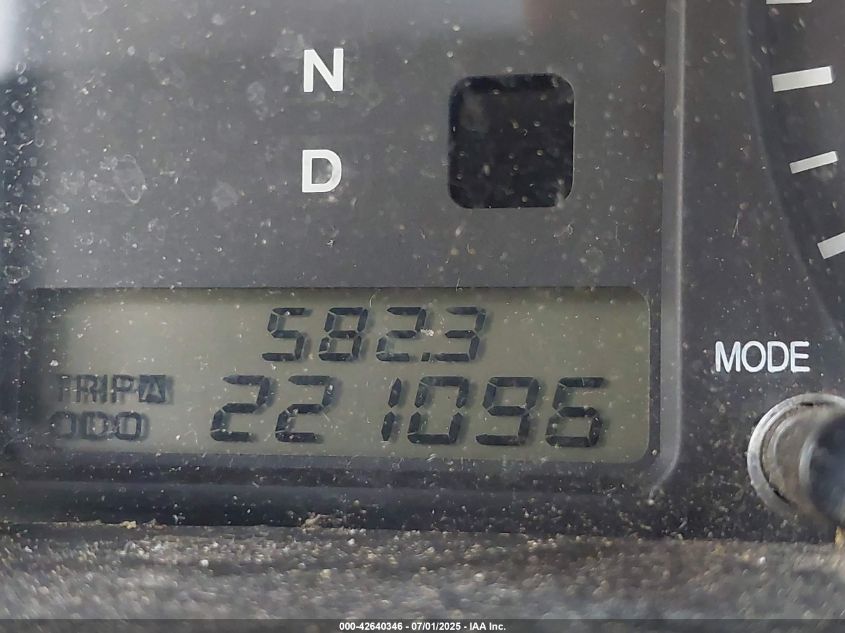 N
D
582.3
TRIP A
ODO 221096
MODE
000-42640346 - 07/01/2025 - IAA Inc.